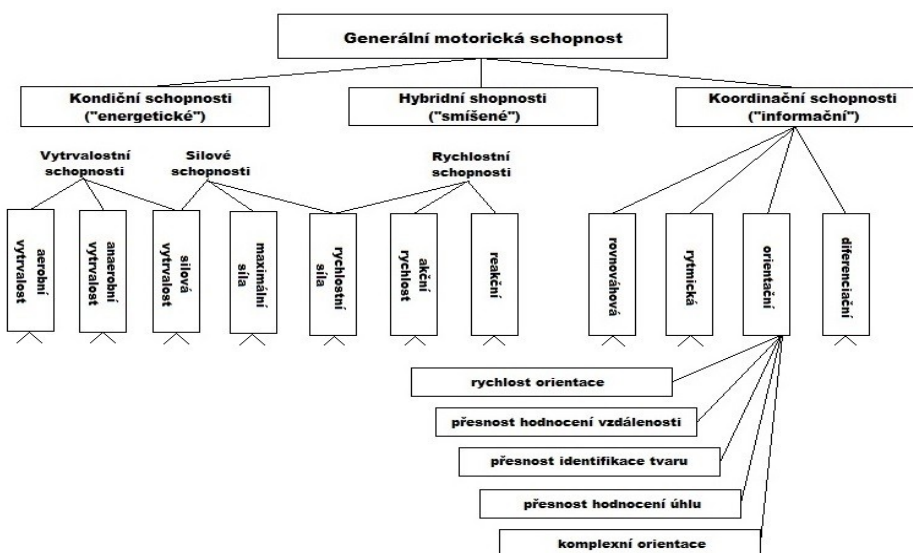 Generální motorická schopnost
Kondiční schopnosti
("energetické")
Hybridní shopnosti
("smíšené")
Koordinační schopnosti
("informační")
Vytrvalostní
schopnosti
Silové
schopnosti
Rychlostní
schopnosti
aerobní
vytrvalost
anaerobní
vytrvalost
silová
vytrvalost
maximální
síla
rychlostní
síla
akční
rychlost
reakční
rovnováhová
rytmická
orientační
diferenciační
rychlost orientace
přesnost hodnocení vzdálenosti
přesnost identifikace tvaru
přesnost hodnocení úhlu
komplexní orientace